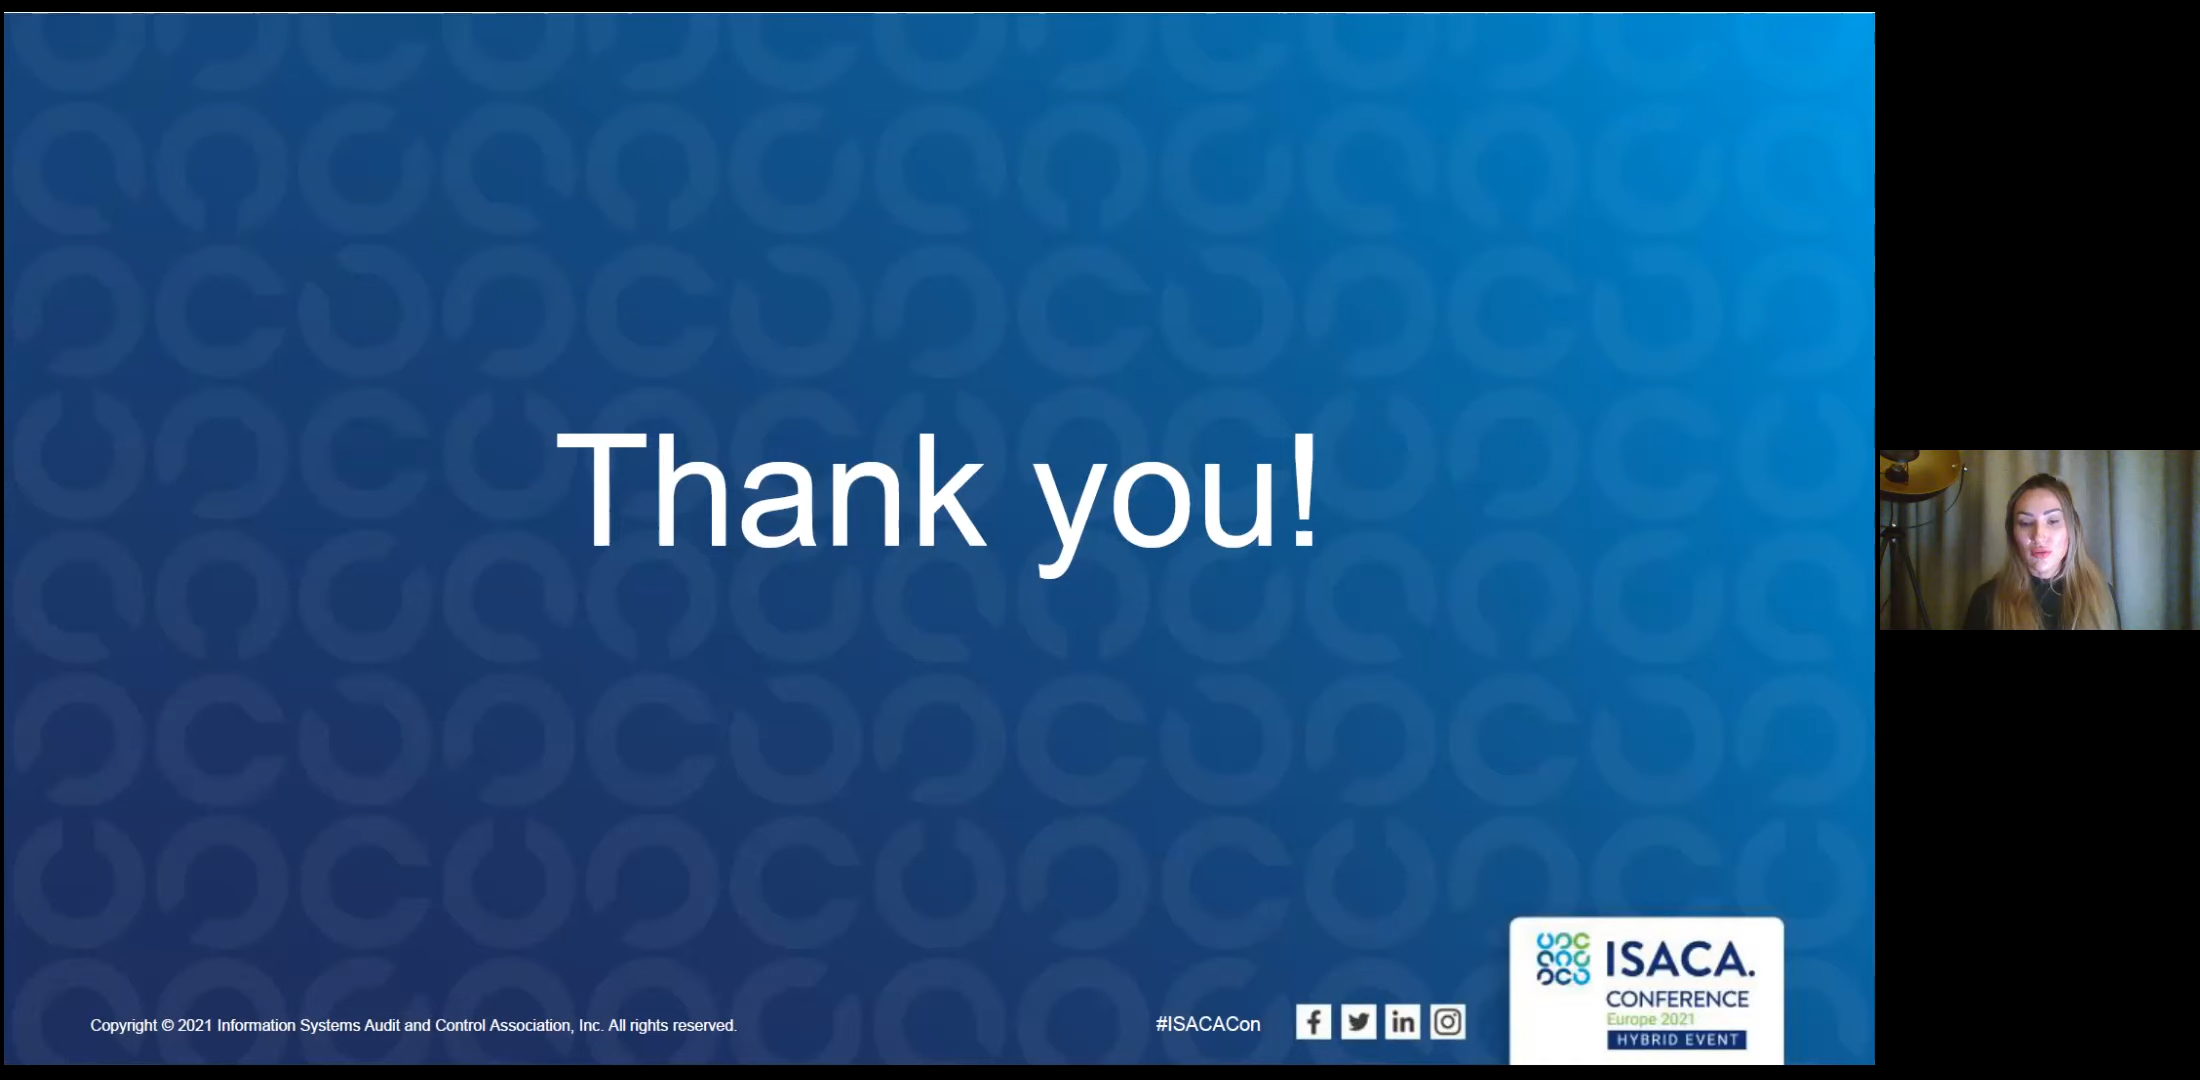 Thank you!
Copyright © 2021 Information Systems Audit and Control Association, Inc. All rights reserved.
#ISACACon
ISACA.
CONFERENCE
Europe 2021
HYBRID EVENT